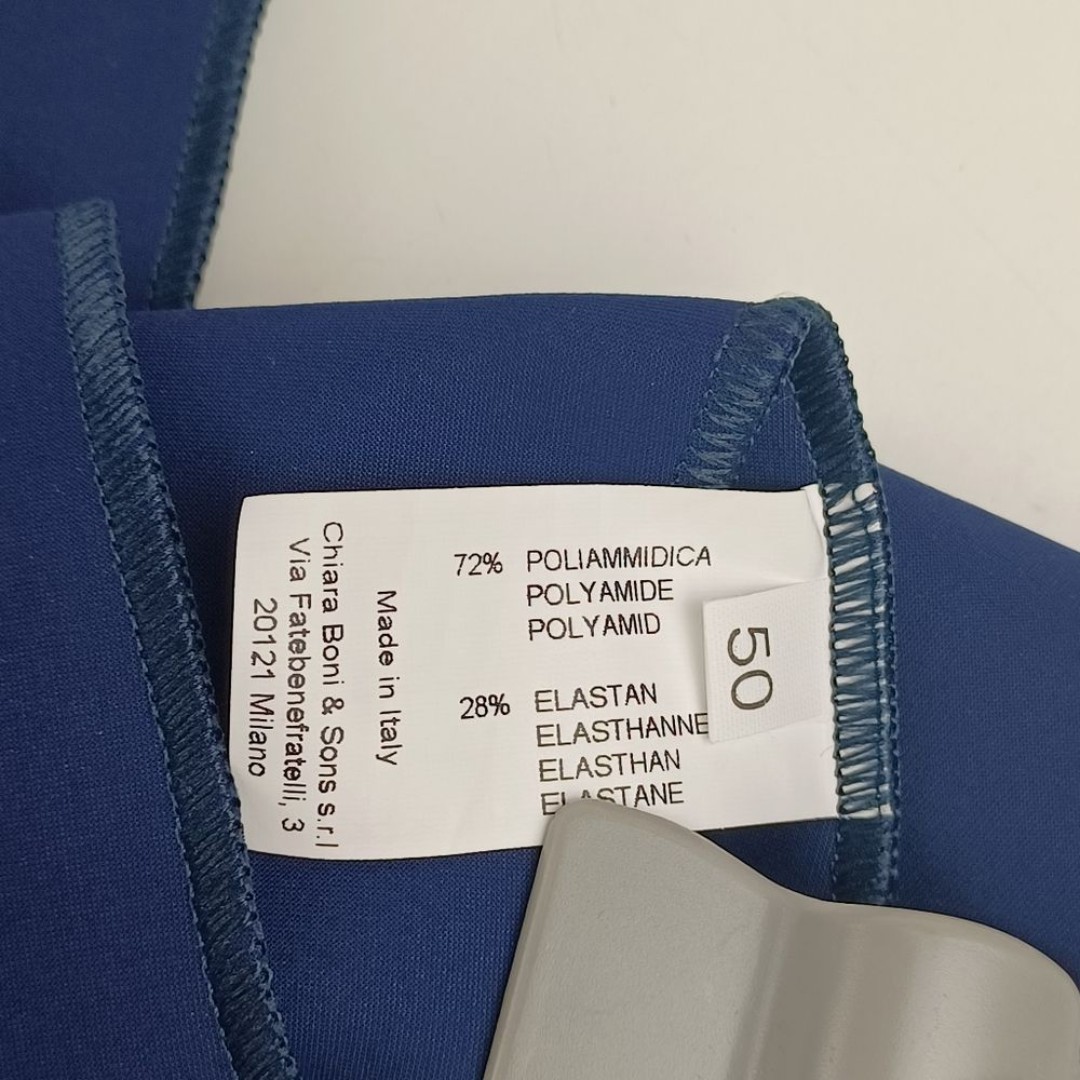 72% POLIAMMIDICA
POLYAMIDE
POLYAMID
28% ELASTAN
ELASTHANNE
ELASTHAN
ELASTANE
50
Made in Italy
Chiara Boni & Sons s.r.l
Via Fatebenefratelli, 3
20121 Milano